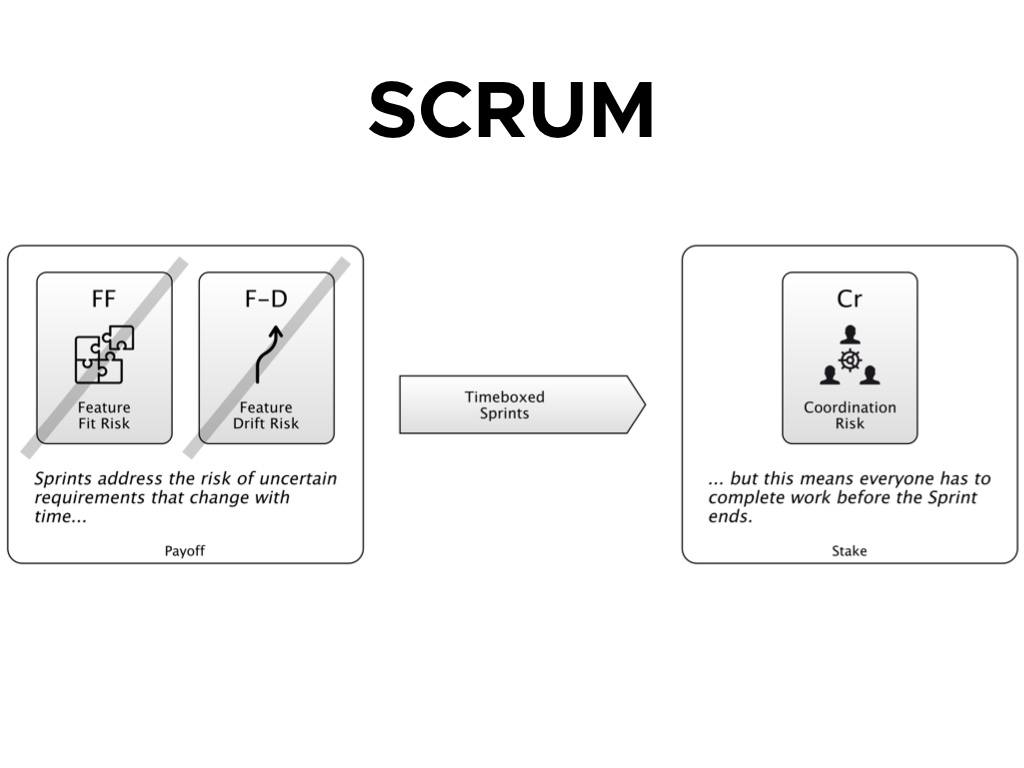 SCRUM
FF
Feature
Fit Risk
F-D
Feature
Drift Risk
Sprints address the risk of uncertain
requirements that change with
time...
Payoff
Timeboxed
Sprints
Cr
Coordination
Risk
... but this means everyone has to
complete work before the Sprint
ends.
Stake